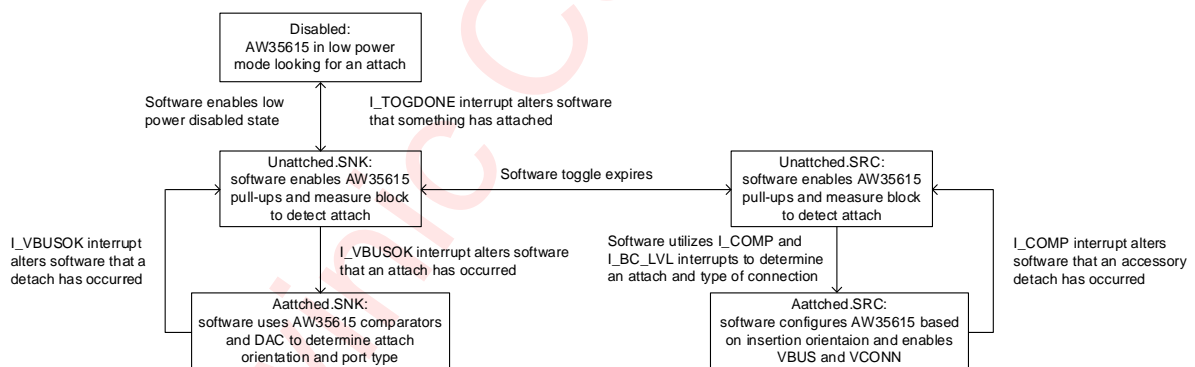 Disabled:
AW35615 in low power
mode looking for an attach
Software enables low
power disabled state
I_TOGDONE interrupt alters software
that something has attached
Unattched.SNK:
software enables AW35615
pull-ups and measure block
to detect attach
Software toggle expires
Unattched.SRC:
software enables AW35615
pull-ups and measure block
to detect attach
I_VBUSOK interrupt
alters software that a
detach has occurred
I_VBUSOK interrupt alters software
that an attach has occurred
Software utilizes I_COMP and
I_BC_LVL interrupts to determine
an attach and type of connection
I_COMP interrupt alters
software that an accessory
detach has occurred
Aattched.SNK:
software uses AW35615 comparators
and DAC to determine attach
orientation and port type
Aattched.SRC:
software configures AW35615 based
on insertion orientaion and enables
VBUS and VCONN